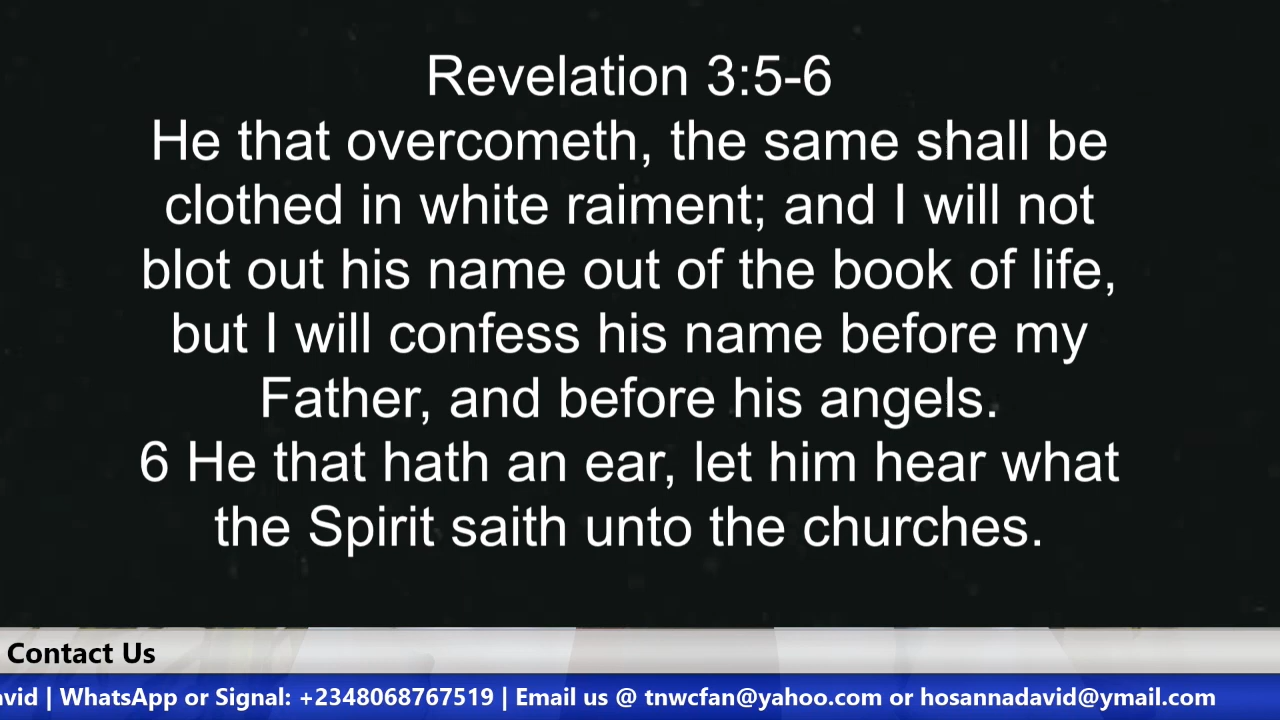 Revelation 3:5-6
He that overcometh, the same shall be
clothed in white raiment; and I will not
blot out his name out of the book of life,
but I will confess his name before my
Father, and before his angels.
6 He that hath an ear, let him hear what
the Spirit saith unto the churches.
Contact Us
| WhatsApp or Signal: +2348068767519 | Email us @ tnwcfan@yahoo.com or hosannadavid@ymail.com